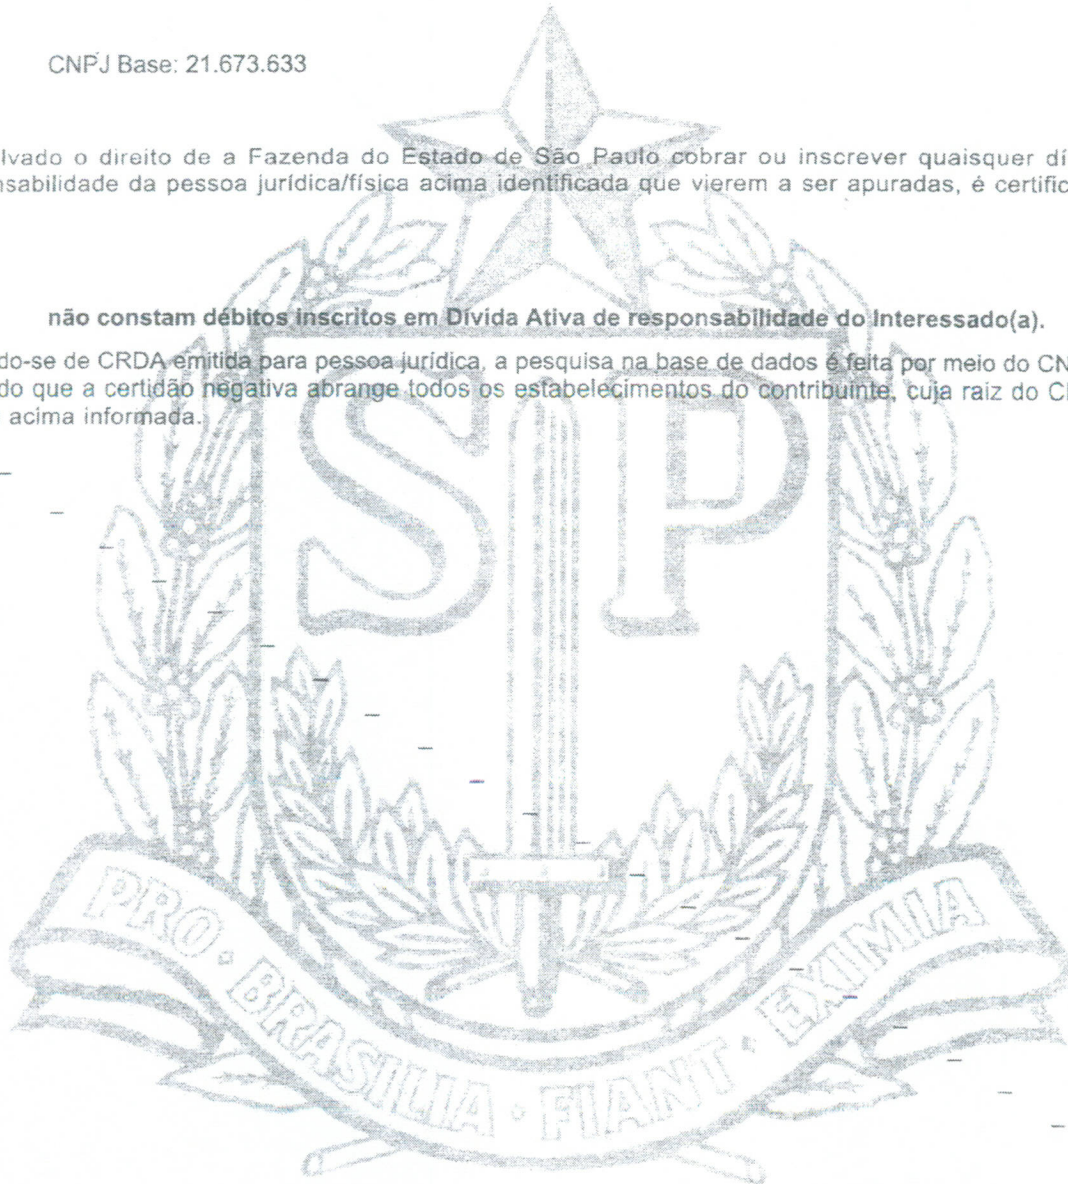 CNPJ Base: 21.673.633
lvado o direito de a Fazenda do Estado de São Paulo cobrar ou inscrever quaisquer dí
nsabilidade da pessoa jurídica/física acima identificada que vierem a ser apuradas, é certific
não constam débitos inscritos em Dívida Ativa de responsabilidade do Interessado(a).
do-se de CRDA emitida para pessoa jurídica, a pesquisa na base de dados é feita por meio do CN
do que a certidão negativa abrange todos os estabelecimentos do contribuinte, cuja raiz do C
acima informada.
SP
PRO · BRASILIA · FIANT · EXIMIA